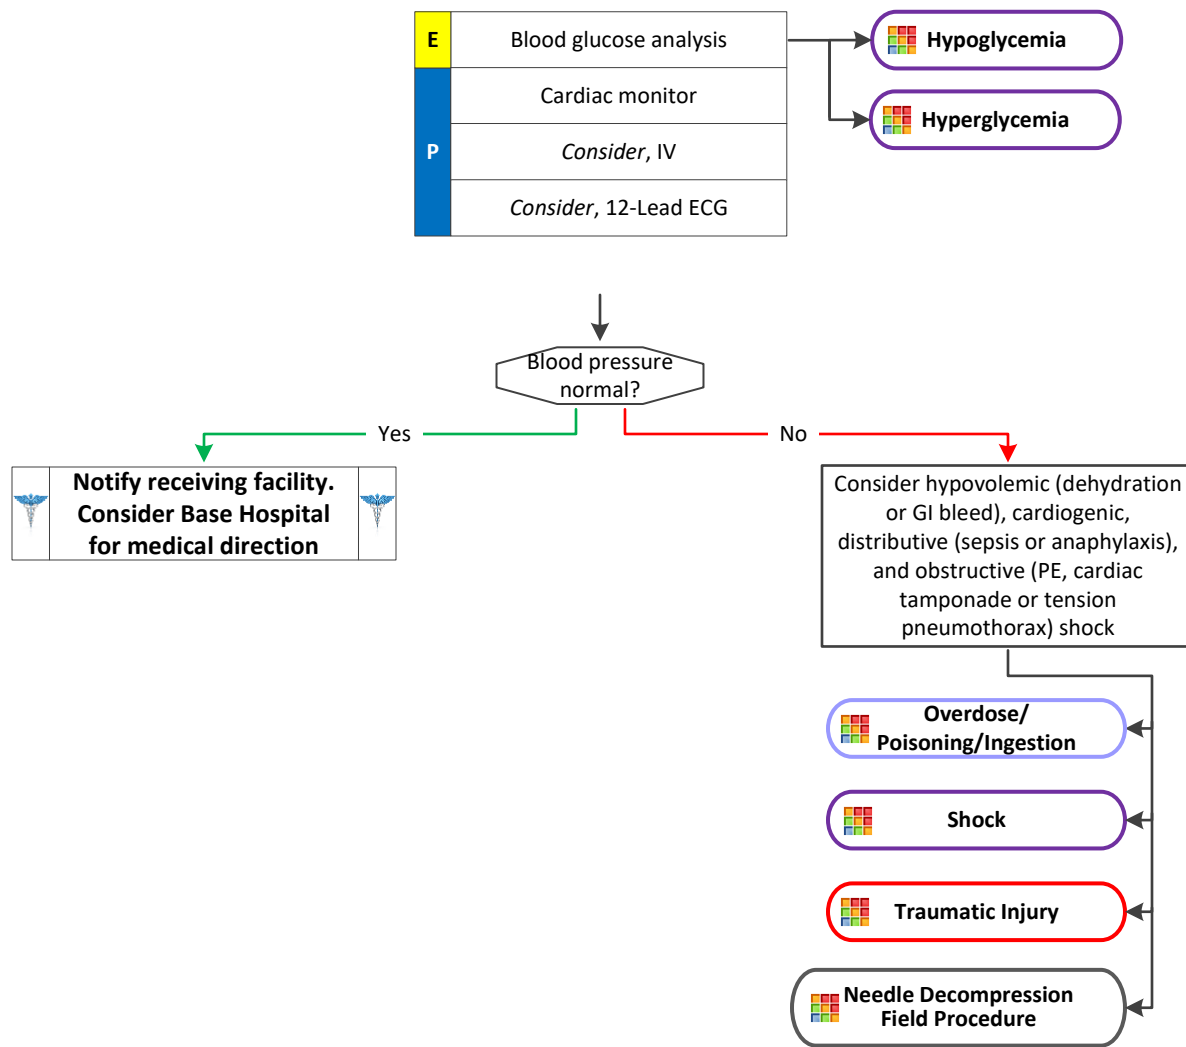 E
Blood glucose analysis
Hypoglycemia
Cardiac monitor
Hyperglycemia
P
Consider, IV
Consider, 12-Lead ECG
Blood pressure
normal?
Yes
No
Notify receiving facility.
Consider Base Hospital
for medical direction
Consider hypovolemic (dehydration
or GI bleed), cardiogenic,
distributive (sepsis or anaphylaxis),
and obstructive (PE, cardiac
tamponade or tension
pneumothorax) shock
Overdose/
Poisoning/Ingestion
Shock
Traumatic Injury
Needle Decompression
Field Procedure